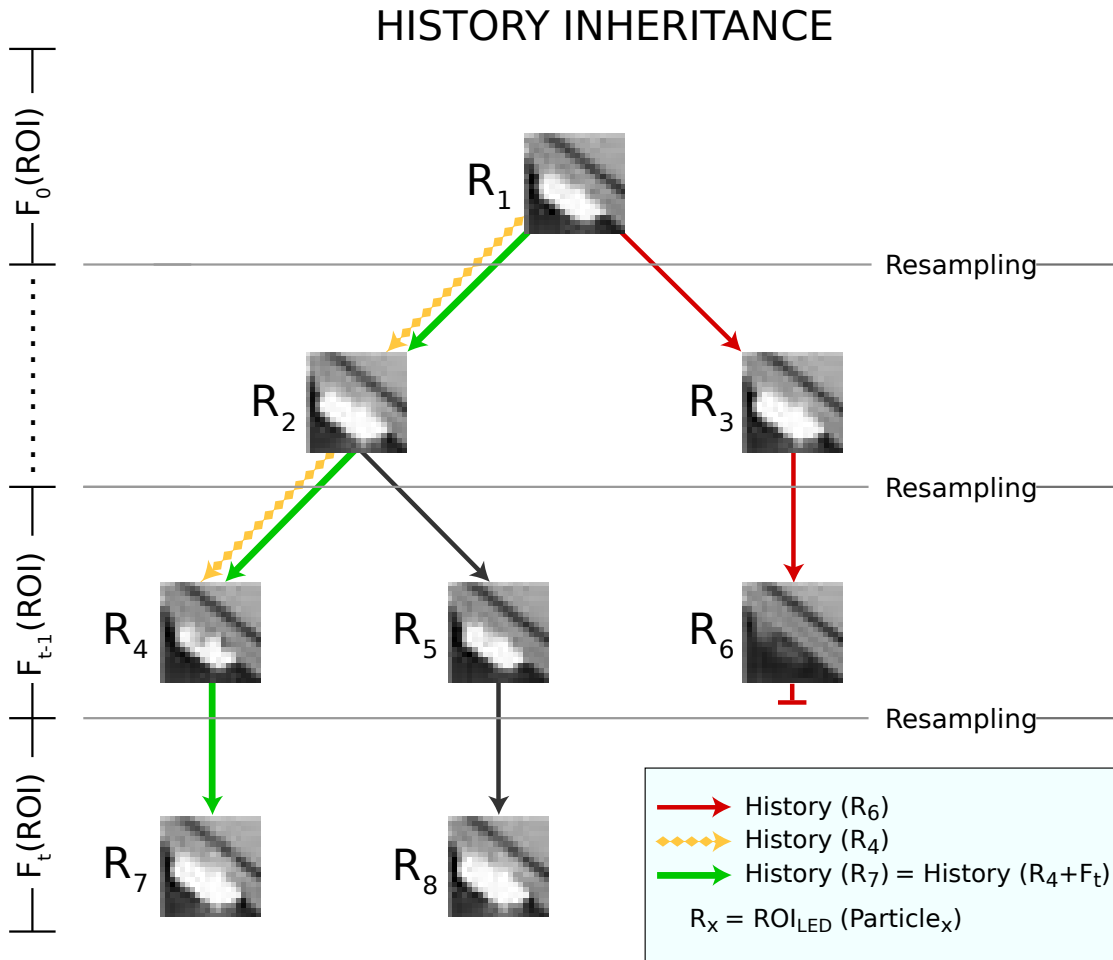 HISTORY INHERITANCE
F₀(ROI)
R₁
Resampling
R₂
R₃
Resampling
Fₜ₋₁(ROI)
R₄
R₅
R₆
Resampling
Fₜ(ROI)
R₇
R₈
History (R₆)
History (R₄)
History (R₇) = History (R₄+Fₜ)
Rₓ = ROI_LED (Particleₓ)